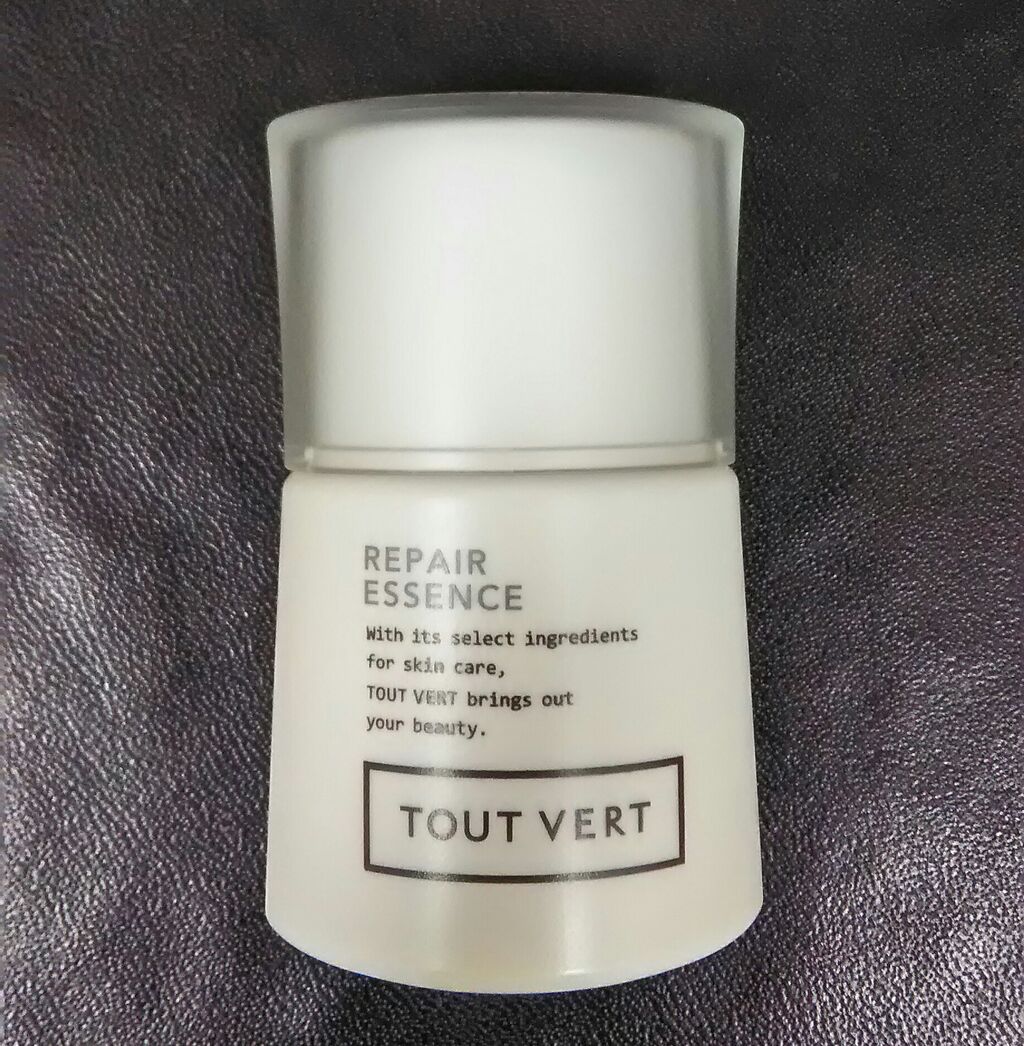 REPAIR
ESSENCE
With its select ingredients
for skin care,
TOUT VERT brings out
your beauty.
TOUT VERT